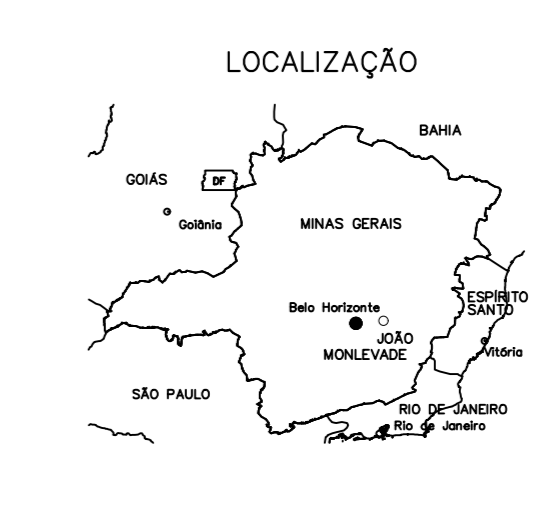 LOCALIZAÇÃO
BAHIA
GOIÁS
DF
Goiânia
MINAS GERAIS
Belo Horizonte
ESPÍRITO
SANTO
JOÃO
MONLEVADE
Vitória
SÃO PAULO
RIO DE JANEIRO
Rio de Janeiro